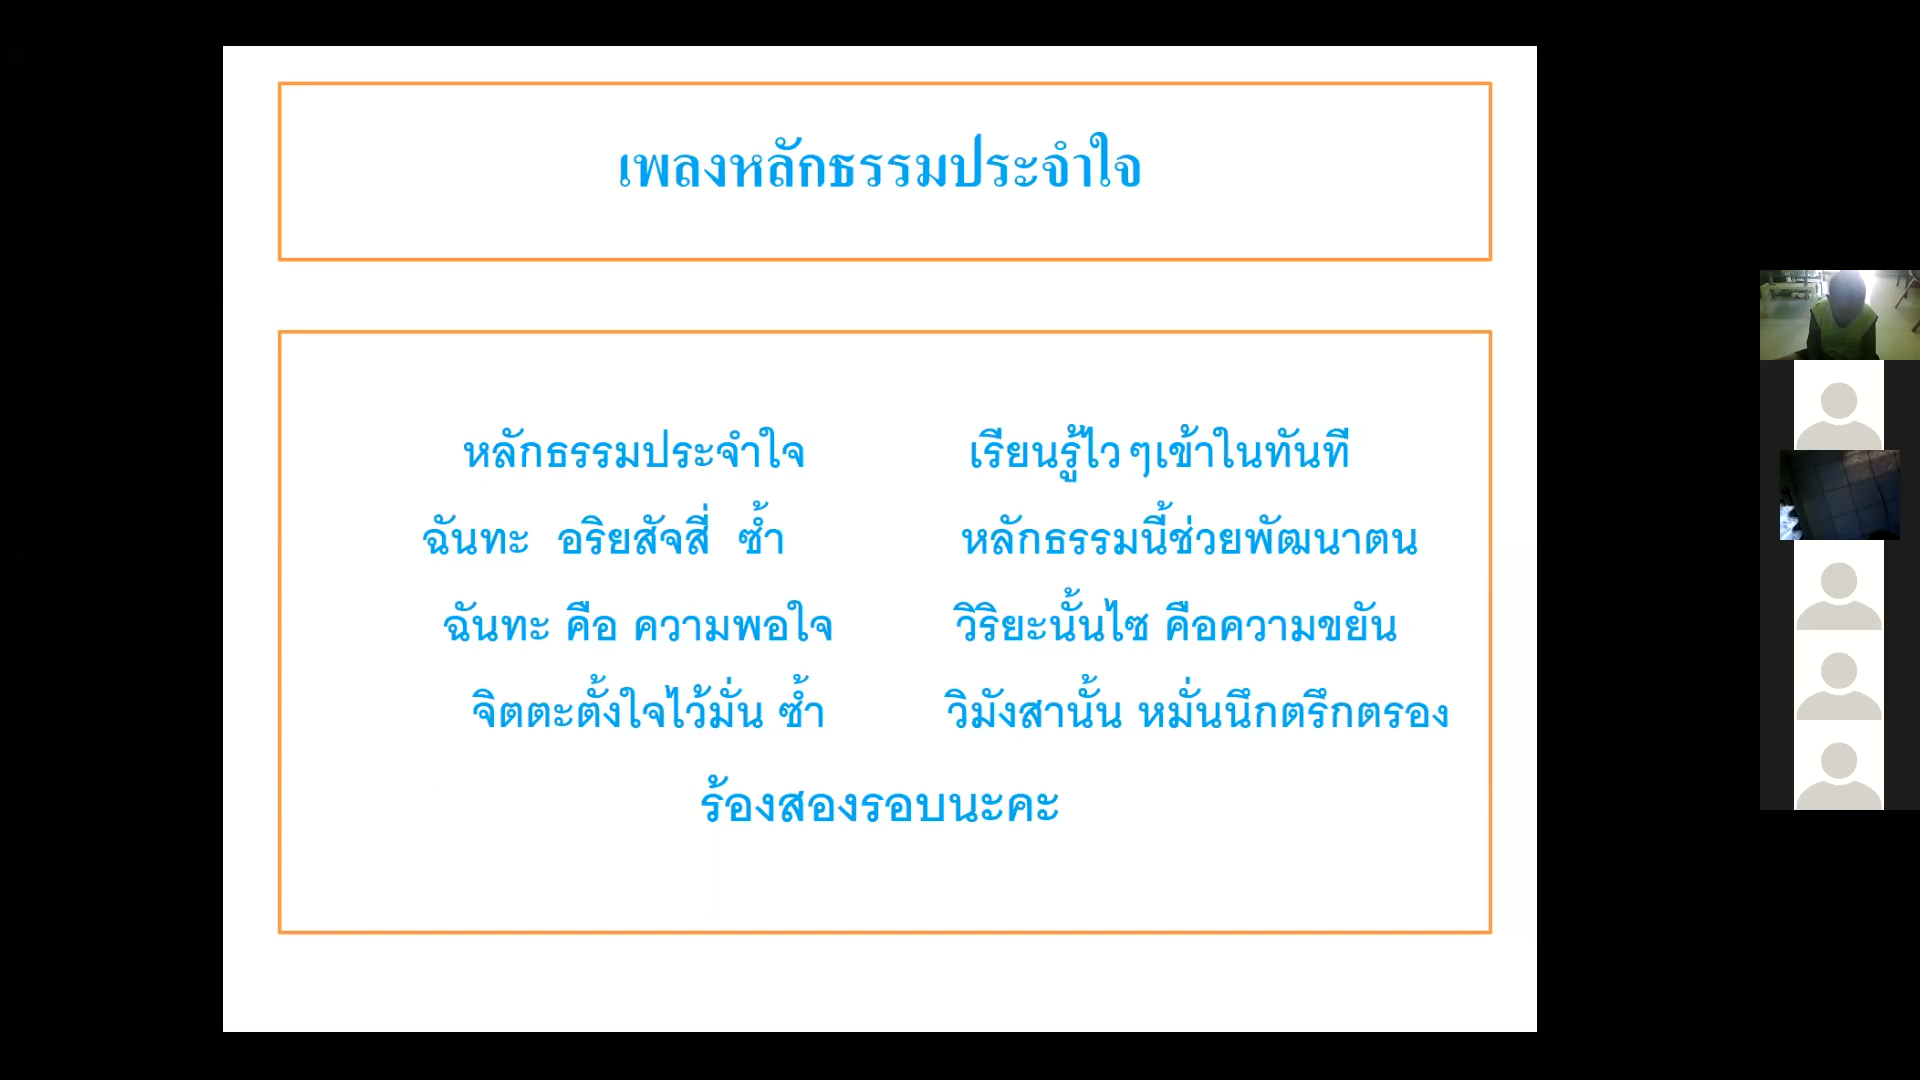 เพลงหลักธรรมประจำใจ
หลักธรรมประจำใจ เรียนรู้ไวๆเข้าในทันที
ฉันทะ อริยสัจสี่ ซ้ำ หลักธรรมนี้ช่วยพัฒนาตน
ฉันทะ คือ ความพอใจ วิริยะนั้นไซ คือความขยัน
จิตตะตั้งใจไว้มั่น ซ้ำ วิมังสานั้น หมั่นนึกตรึกตรอง
ร้องสองรอบนะคะ